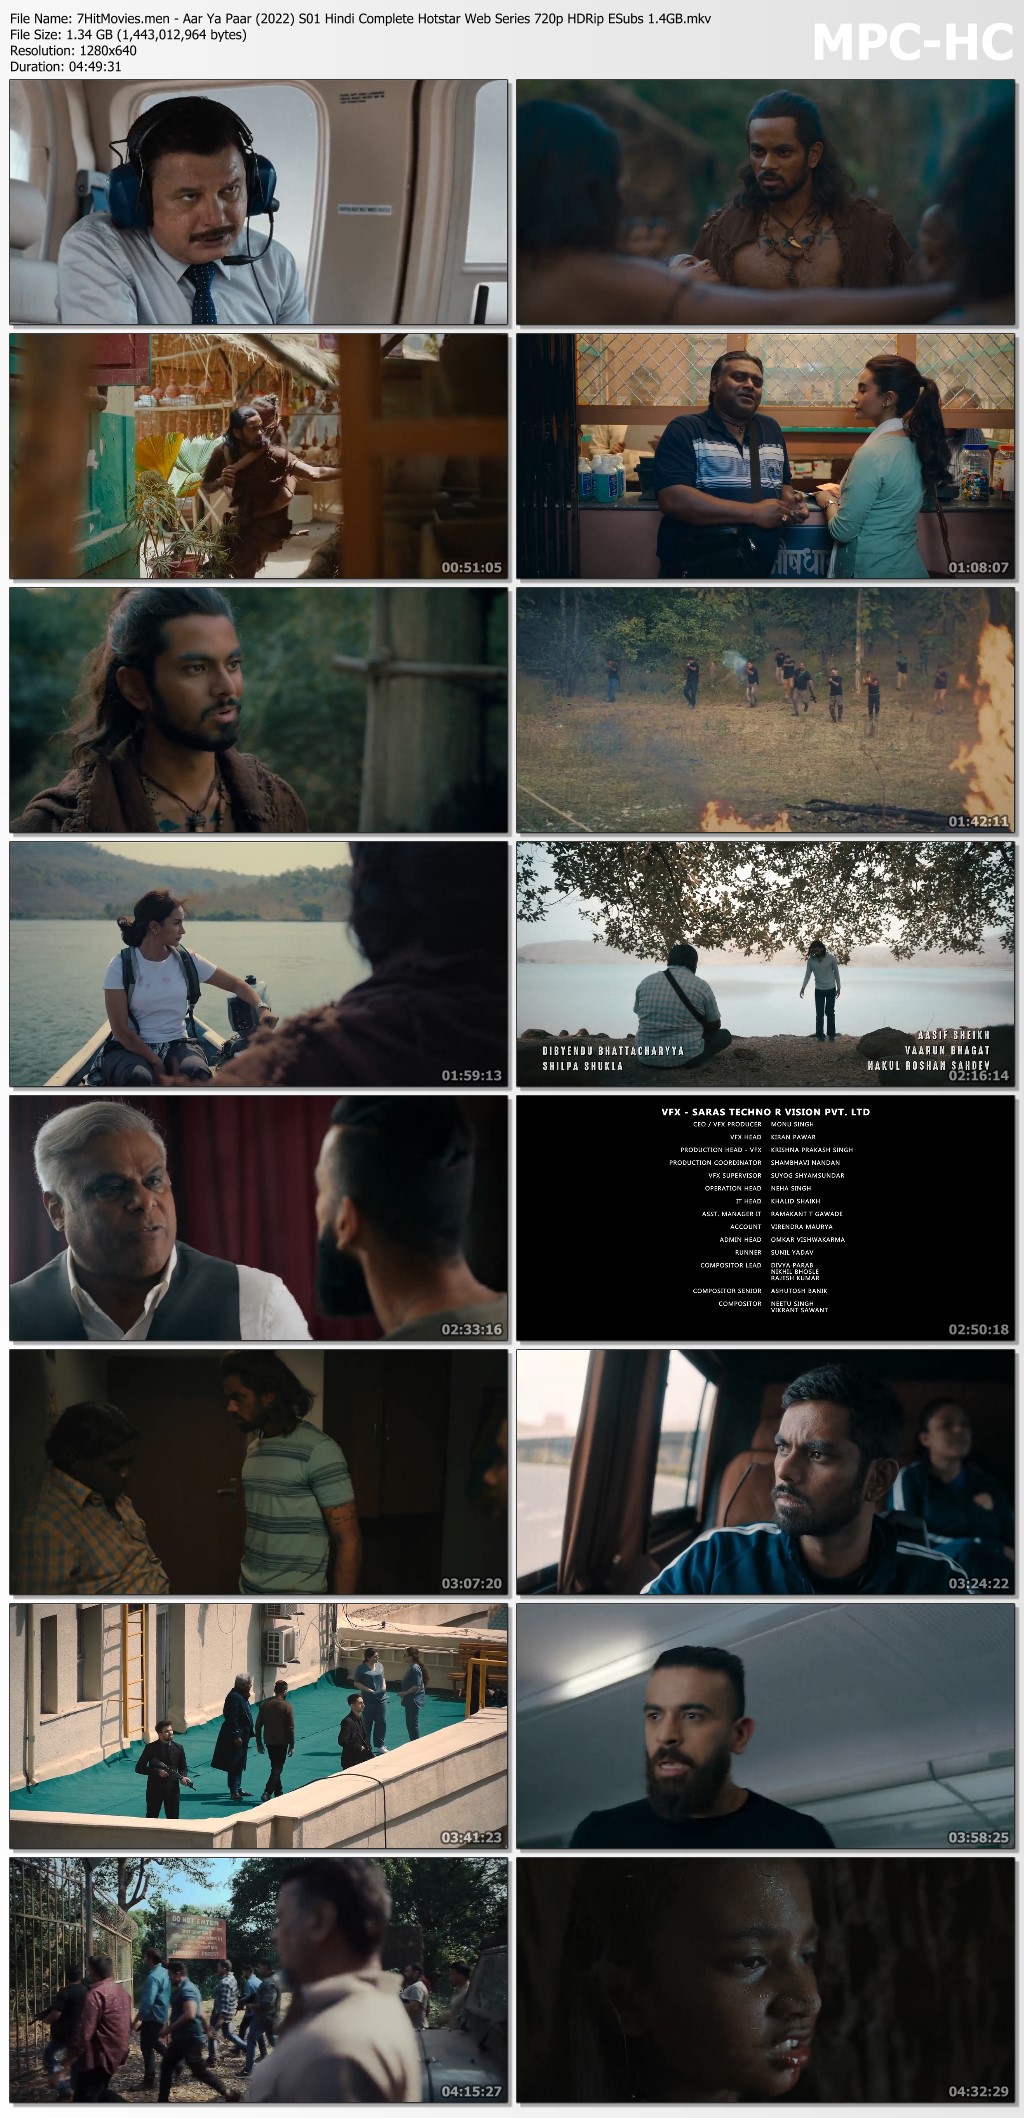 File Name: 7HitMovies.men - Aar Ya Paar (2022) S01 Hindi Complete Hotstar Web Series 720p HDRip ESubs 1.4GB.mkv
File Size: 1.34 GB (1,443,012,964 bytes)
Resolution: 1280x640
Duration: 04:49:31
MPC-HC
00:51:05
01:08:07
01:42:11
01:59:13
DIBYENDU BHATTACHARYYA
SHILPA SHUKLA
AASIF SHEIKH
VAARUN BHAGAT
NAKUL ROSHAN SAHDEV
02:16:14
02:33:16
VFX - SARAS TECHNO R VISION PVT. LTD
CEO / VFX PRODUCER MONU SINGH
VFX HEAD KIRAN PAWAR
PRODUCTION HEAD - VFX KRISHNA PRAKASH SINGH
PRODUCTION COORDINATOR SHAMBHAVI NANDAN
VFX SUPERVISOR SUYOG SHYAMSUNDAR
OPERATION HEAD NEHA SINGH
IT HEAD KHALID SHAIKH
ASST. MANAGER IT RAMAKANT T GAWADE
ACCOUNT VIRENDRA MAURYA
ADMIN HEAD OMKAR VISHWAKARMA
RUNNER SUNIL YADAV
COMPOSITOR LEAD DIVYA PARAB
NIKHIL BHOSLE
RAJESH KUMAR
COMPOSITOR SENIOR ASHUTOSH BANIK
COMPOSITOR NEETU SINGH
VIKRANT SAWANT
02:50:18
03:07:20
03:24:22
03:41:23
03:58:25
DO NOT ENTER
04:15:27
04:32:29